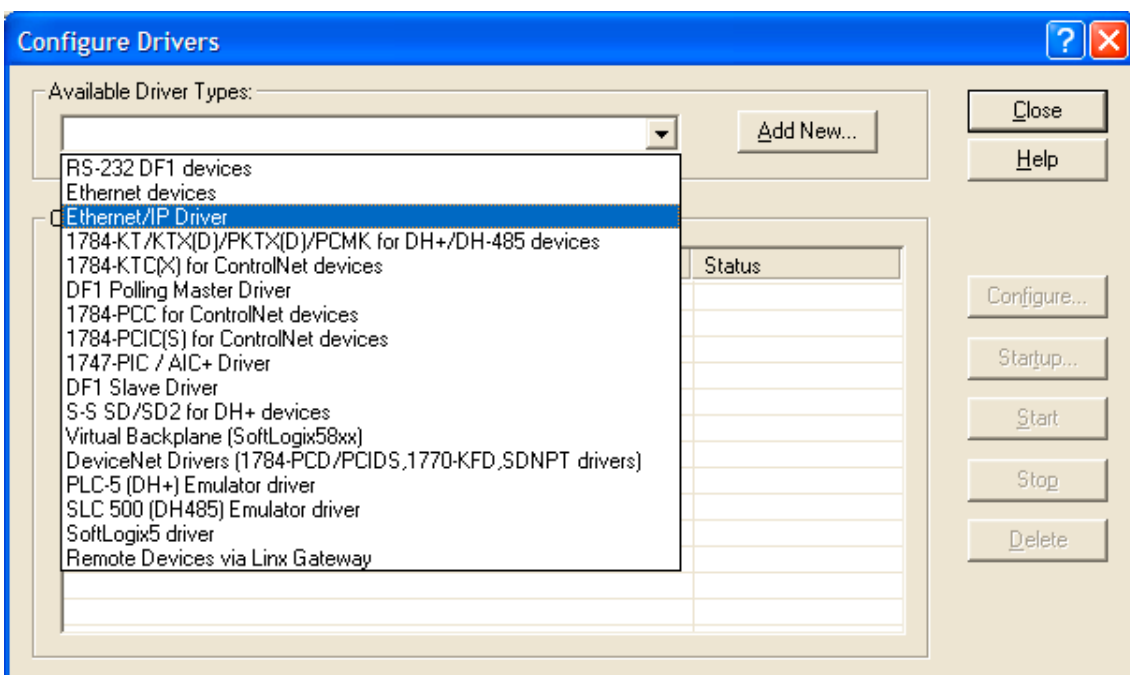 Configure Drivers
Available Driver Types:
Add New...
Close
Help
RS-232 DF1 devices
Ethernet devices
Ethernet/IP Driver
1784-KT/KTX(D)/PKTX(D)/PCMK for DH+/DH-485 devices
1784-KTC(X) for ControlNet devices
DF1 Polling Master Driver
1784-PCC for ControlNet devices
1784-PCIC(S) for ControlNet devices
1747-PIC / AIC+ Driver
DF1 Slave Driver
S-S SD/SD2 for DH+ devices
Virtual Backplane (SoftLogix58xx)
DeviceNet Drivers (1784-PCD/PCIDS,1770-KFD,SDNPT drivers)
PLC-5 (DH+) Emulator driver
SLC 500 (DH485) Emulator driver
SoftLogix5 driver
Remote Devices via Linx Gateway
Status
Configure...
Startup...
Start
Stop
Delete